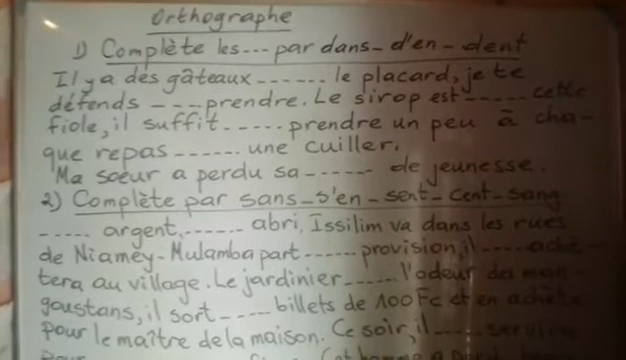 Orthographe
1) Complète les --- par dans - d'en - dent
Il y a des gâteaux ------ le placard, je te
défends ---- prendre. Le sirop est ----- cette
fiole, il suffit ----- prendre un peu à cha-
que repas ------ une cuiller.
Ma soeur a perdu sa ------ de jeunesse.
2) Complète par sans - s'en - sent - cent - sang
----- argent, ------ abri, Issilim va dans les rues
de Niamey - Mulamba part ----- provision, il ---- achè-
tera au village. Le jardinier ----- l'odeur des man-
goustans, il sort ---- billets de 100Fc et en achète
pour le maître de la maison. Ce soir, il ----